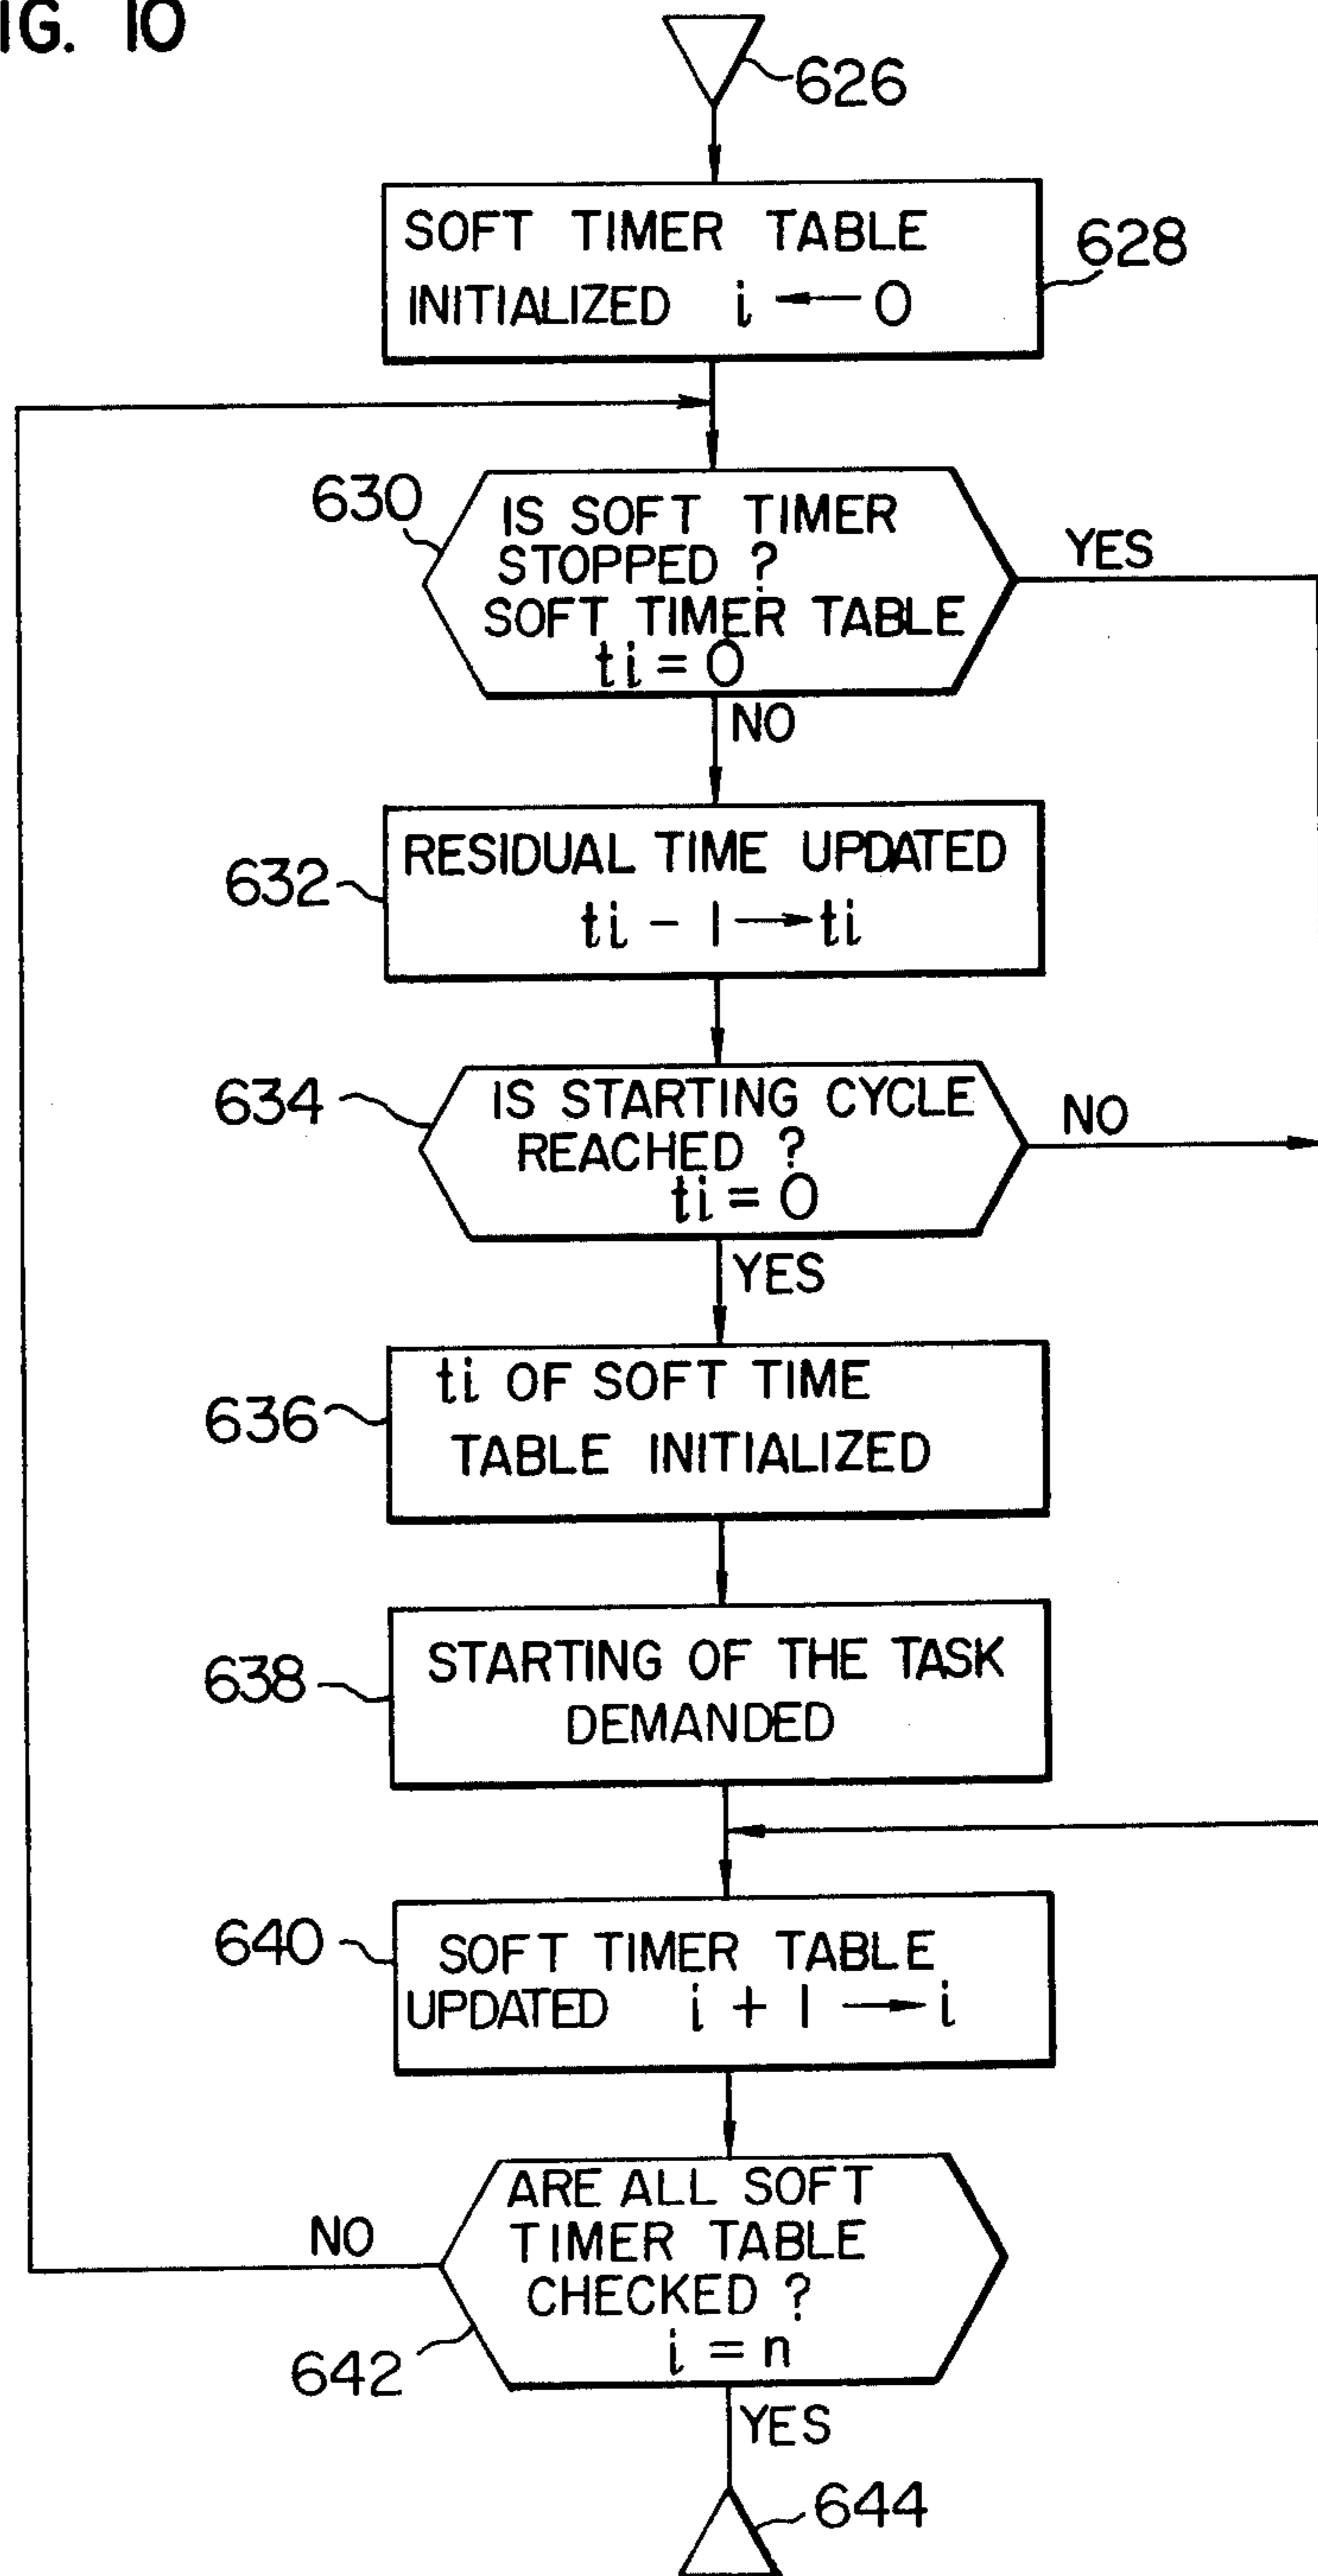 IG. 10
626
SOFT TIMER TABLE
INITIALIZED i ← 0
628
630
IS SOFT TIMER
STOPPED ?
SOFT TIMER TABLE
ti = 0
YES
NO
632
RESIDUAL TIME UPDATED
ti - 1 → ti
634
IS STARTING CYCLE
REACHED ?
ti = 0
NO
YES
636
ti OF SOFT TIME
TABLE INITIALIZED
638
STARTING OF THE TASK
DEMANDED
640
SOFT TIMER TABLE
UPDATED i + 1 → i
642
ARE ALL SOFT
TIMER TABLE
CHECKED ?
i = n
NO
YES
644